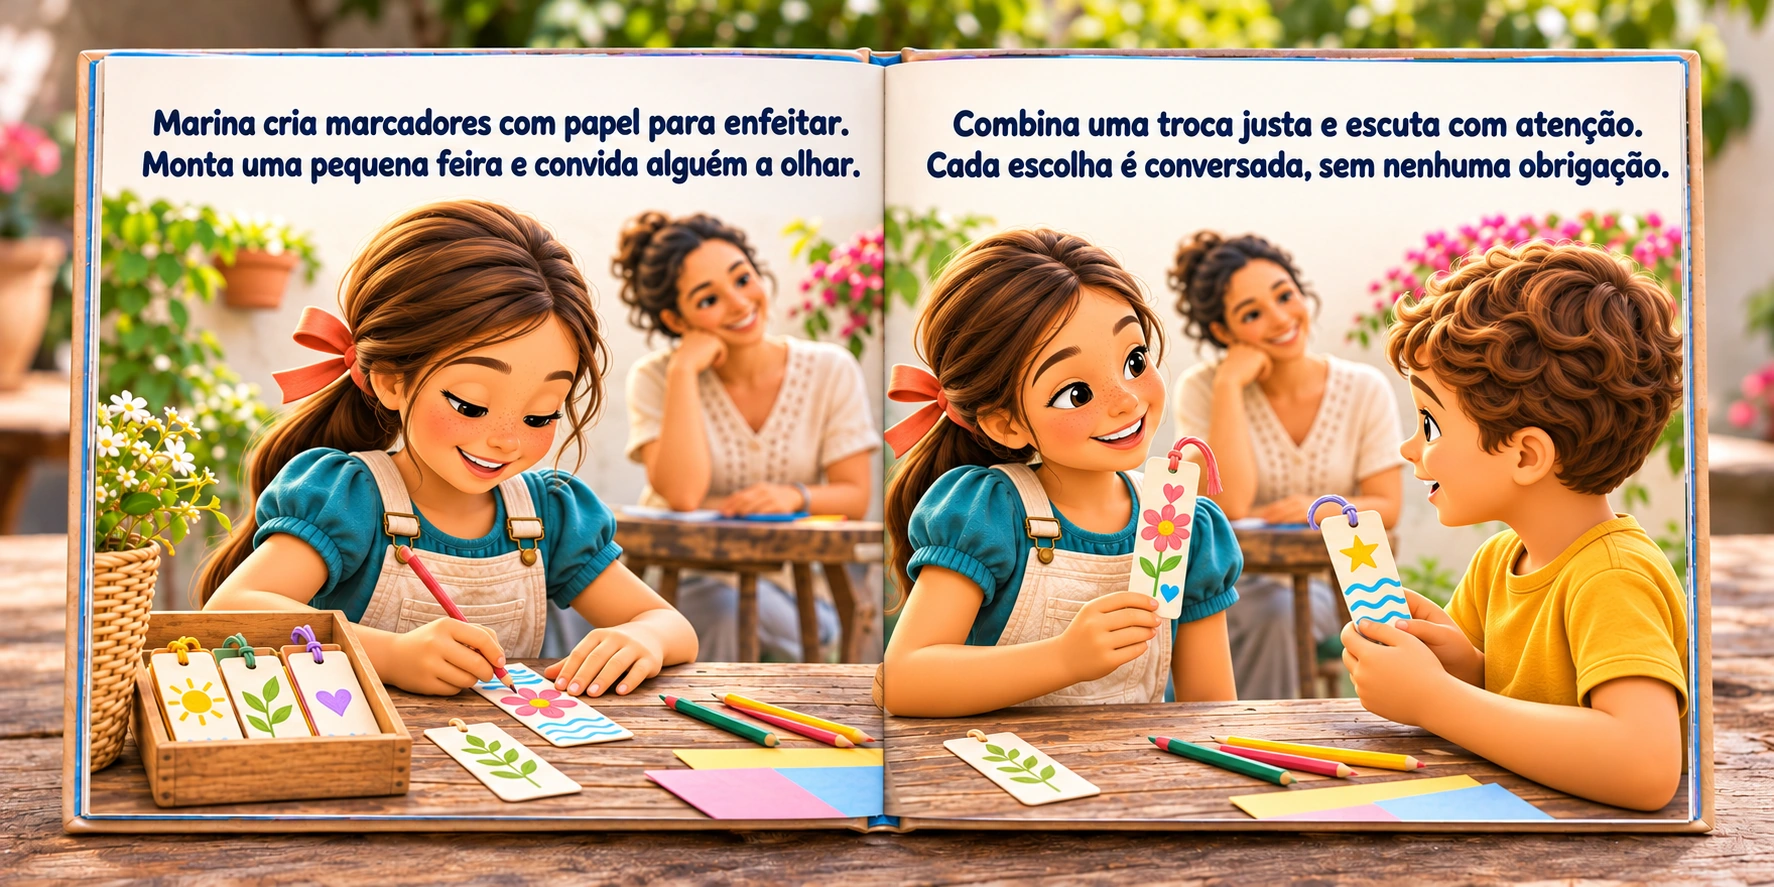 Marina cria marcadores com papel para enfeitar.
Monta uma pequena feira e convida alguém a olhar.
Combina uma troca justa e escuta com atenção.
Cada escolha é conversada, sem nenhuma obrigação.